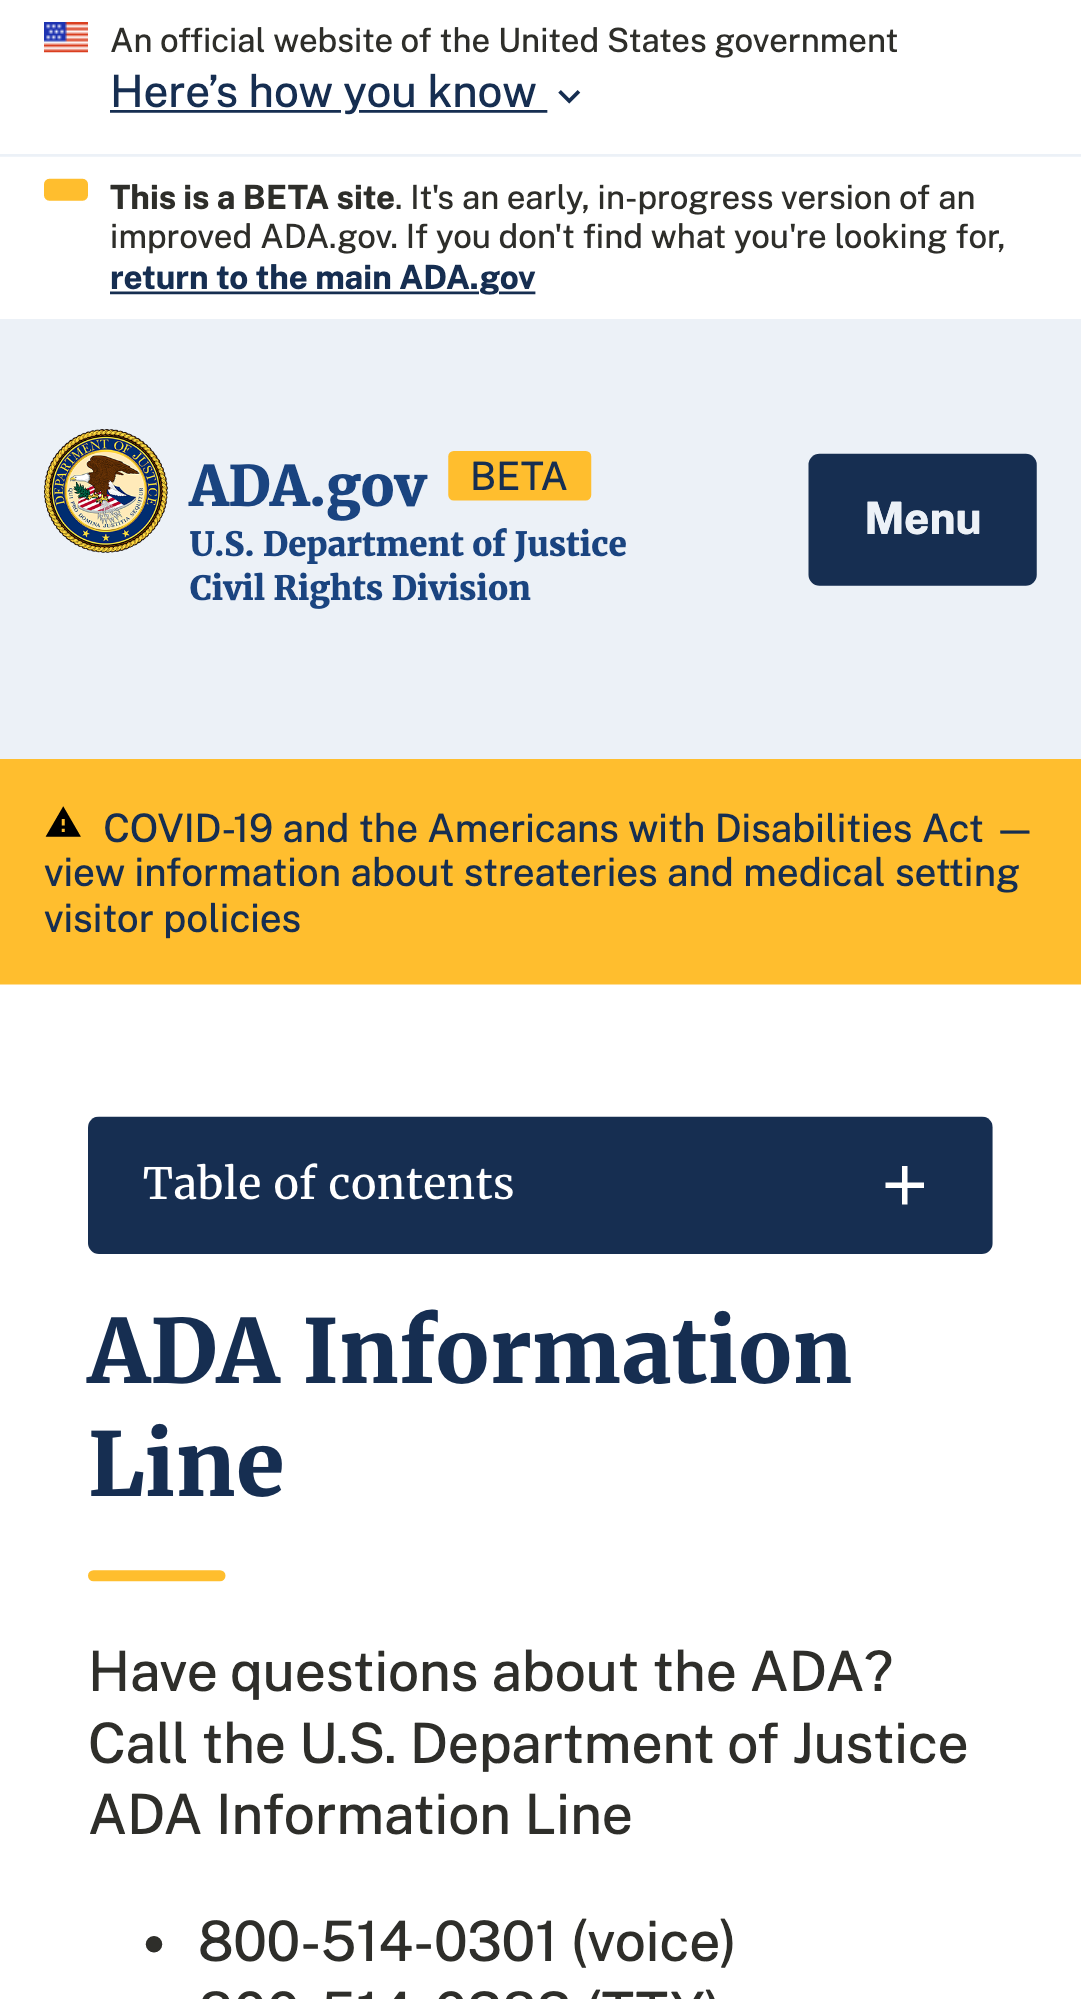 An official website of the United States government
Here’s how you know
This is a BETA site. It's an early, in-progress version of an
improved ADA.gov. If you don't find what you're looking for,
return to the main ADA.gov
DEPARTMENT OF JUSTICE
QUI PRO DOMINA JUSTITIA SEQUITUR
ADA.gov BETA
U.S. Department of Justice
Civil Rights Division
Menu
COVID-19 and the Americans with Disabilities Act —
view information about streateries and medical setting
visitor policies
Table of contents
ADA Information
Line
Have questions about the ADA?
Call the U.S. Department of Justice
ADA Information Line
• 800-514-0301 (voice)